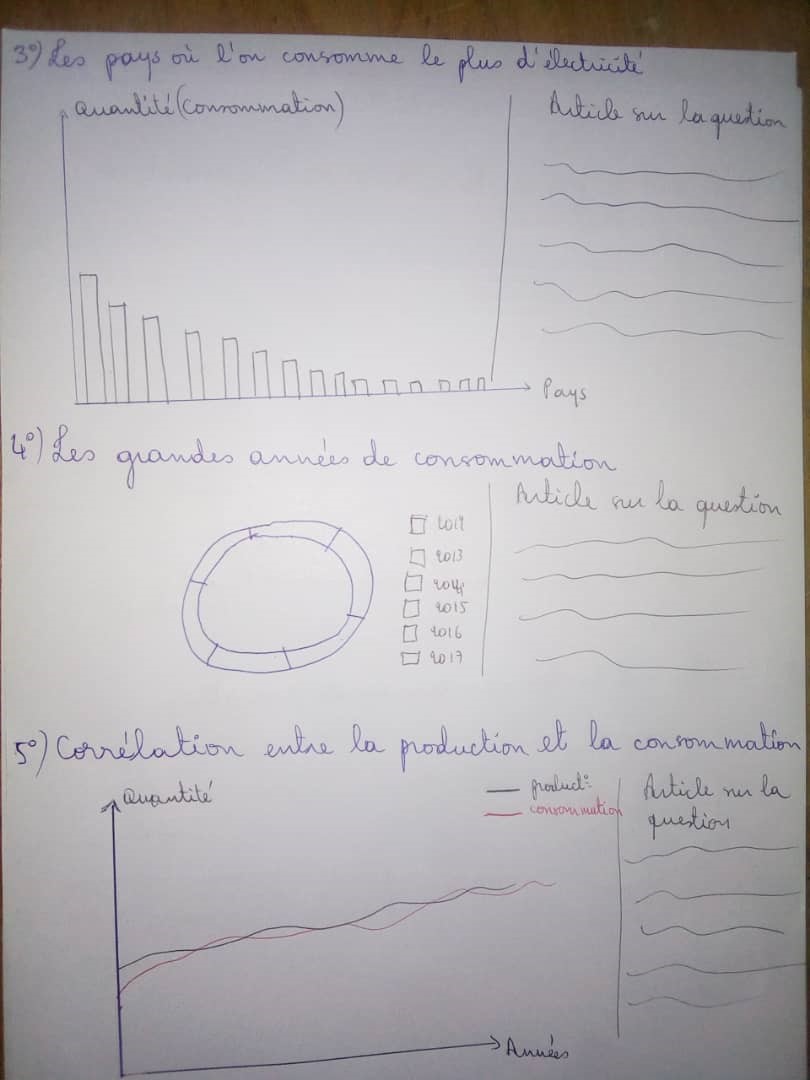 3°) Les pays où l'on consomme le plus d'électricité
Quantité (Consommation)
Article sur la question
Pays
4°) Les grandes années de consommation
Article sur la question
2012
2013
2014
2015
2016
2017
5°) Corrélation entre la production et la consommation
Quantité
product°
consommation
Article sur la
question
Années